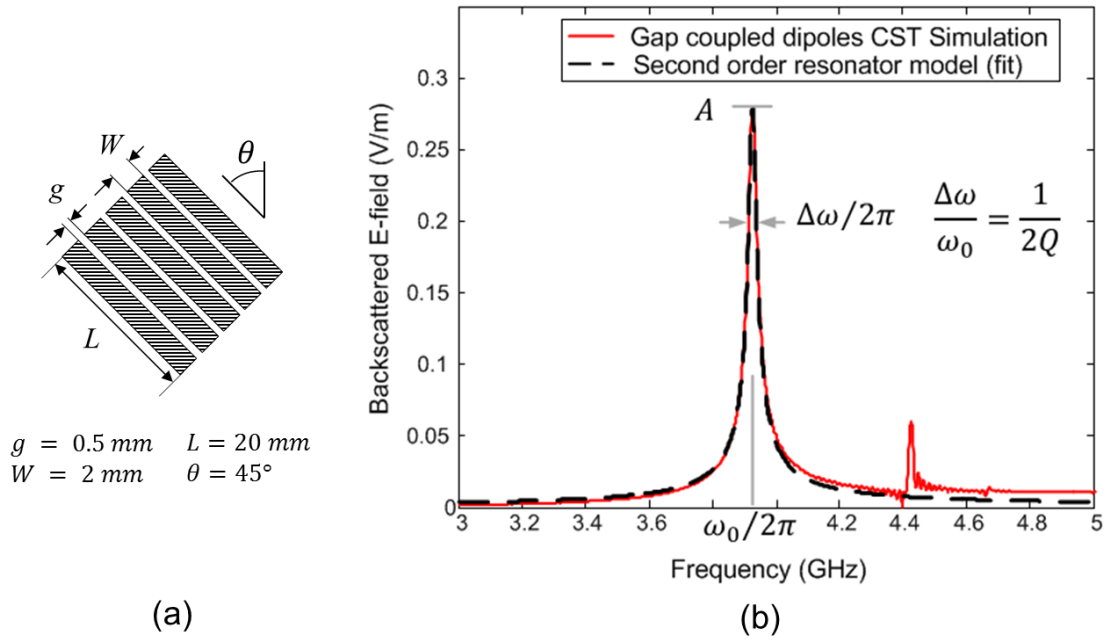 W
θ
g
L
g = 0.5 mm L = 20 mm
W = 2 mm θ = 45°
(a)
Gap coupled dipoles CST Simulation
Second order resonator model (fit)
Backscattered E-field (V/m)
0.3
0.25
0.2
0.15
0.1
0.05
0
A
Δω/2π
Δω/ω₀ = 1/2Q
3 3.2 3.4 3.6 4.2 4.4 4.6 4.8 5
ω₀/2π
Frequency (GHz)
(b)